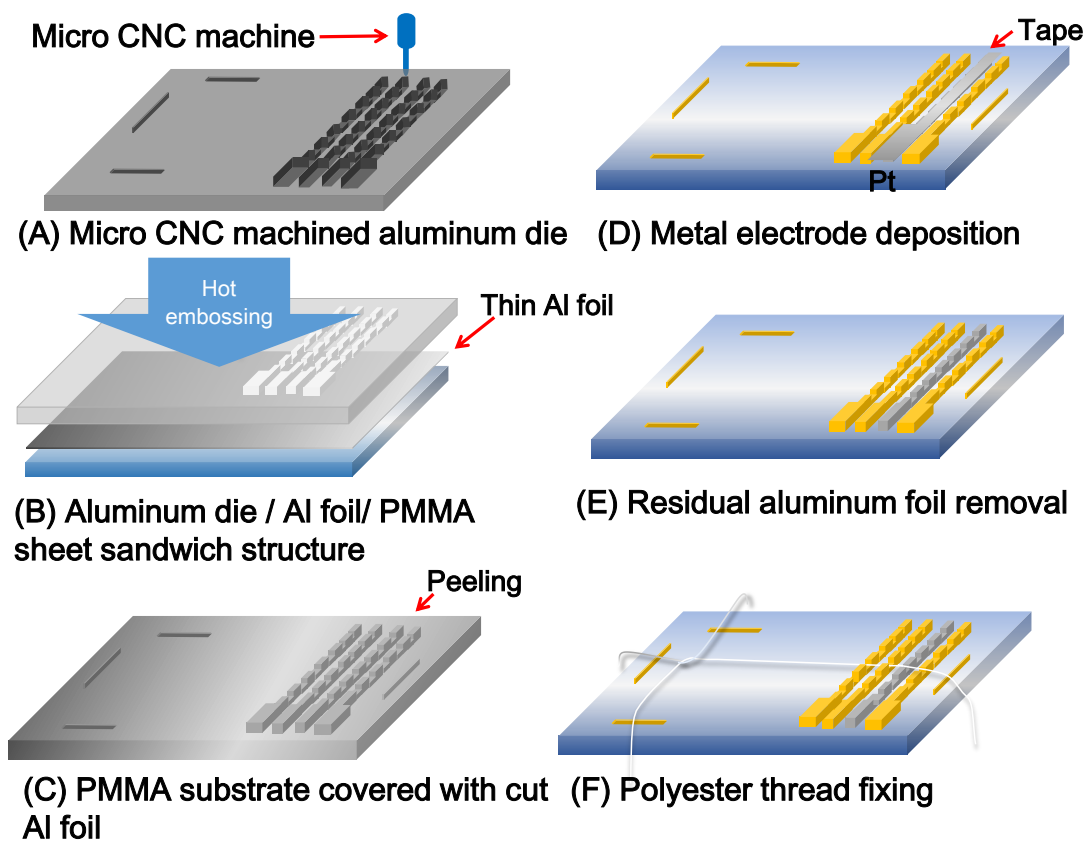 Micro CNC machine
(A) Micro CNC machined aluminum die
Hot
embossing
Thin Al foil
(B) Aluminum die / Al foil/ PMMA
sheet sandwich structure
Peeling
(C) PMMA substrate covered with cut
Al foil
Tape
Pt
(D) Metal electrode deposition
(E) Residual aluminum foil removal
(F) Polyester thread fixing